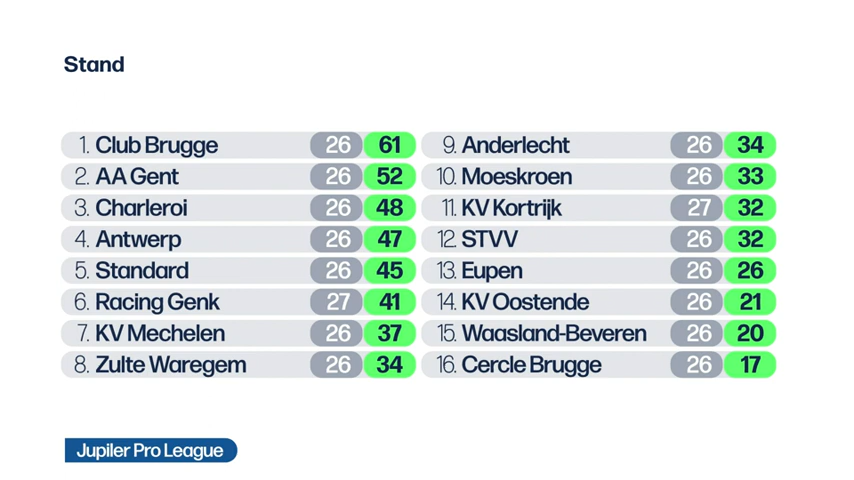 Stand
1. Club Brugge 26 61
2. AA Gent 26 52
3. Charleroi 26 48
4. Antwerp 26 47
5. Standard 26 45
6. Racing Genk 27 41
7. KV Mechelen 26 37
8. Zulte Waregem 26 34
9. Anderlecht 26 34
10. Moeskroen 26 33
11. KV Kortrijk 27 32
12. STVV 26 32
13. Eupen 26 26
14. KV Oostende 26 21
15. Waasland-Beveren 26 20
16. Cercle Brugge 26 17
Jupiler Pro League